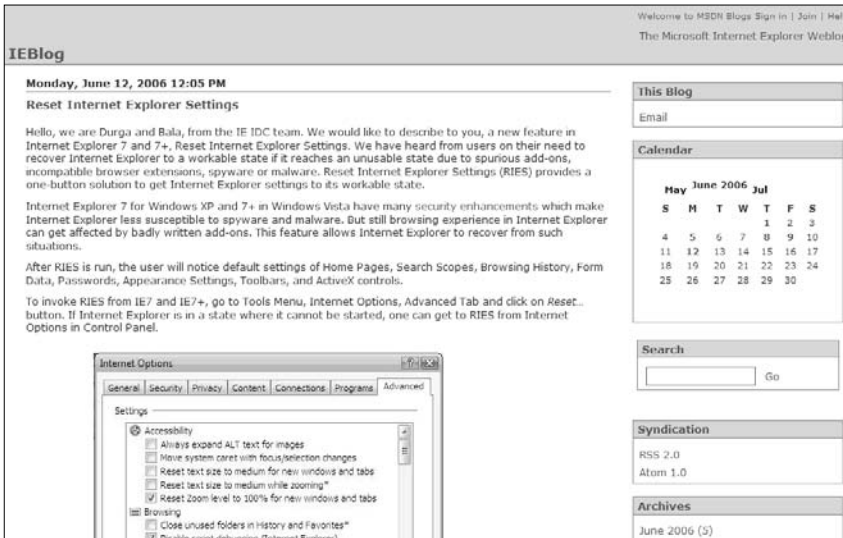 Welcome to MSDN Blogs Sign in | Join | Hel
The Microsoft Internet Explorer Weblog
IEBlog
Monday, June 12, 2006 12:05 PM
Reset Internet Explorer Settings
Hello, we are Durga and Bala, from the IE IDC team. We would like to describe to you, a new feature in
Internet Explorer 7 and 7+, Reset Internet Explorer Settings. We have heard from users on their need to
recover Internet Explorer to a workable state if it reaches an unusable state due to spurious add-ons,
incompatible browser extensions, spyware or malware. Reset Internet Explorer Settings (RIES) provides a
one-button solution to get Internet Explorer settings to its workable state.
Internet Explorer 7 for Windows XP and 7+ in Windows Vista have many security enhancements which make
Internet Explorer less susceptible to spyware and malware. But still browsing experience in Internet Explorer
can get affected by badly written add-ons. This feature allows Internet Explorer to recover from such
situations.
After RIES is run, the user will notice default settings of Home Pages, Search Scopes, Browsing History, Form
Data, Passwords, Appearance Settings, Toolbars, and ActiveX controls.
To invoke RIES from IE7 and IE7+, go to Tools Menu, Internet Options, Advanced Tab and click on Reset...
button. If Internet Explorer is in a state where it cannot be started, one can get to RIES from Internet
Options in Control Panel.
Internet Options
General Security Privacy Content Connections Programs Advanced
Settings
Accessibility
Always expand ALT text for images
Move system caret with focus/selection changes
Reset text size to medium for new windows and tabs
Reset text size to medium while zooming*
Reset Zoom level to 100% for new windows and tabs
Browsing
Close unused folders in History and Favorites*
Disable script debugging (Internet Explorer)
This Blog
Email
Calendar
May June 2006 Jul
S M T W T F S
1 2 3
4 5 6 7 8 9 10
11 12 13 14 15 16 17
18 19 20 21 22 23 24
25 26 27 28 29 30
Search
Go
Syndication
RSS 2.0
Atom 1.0
Archives
June 2006 (5)